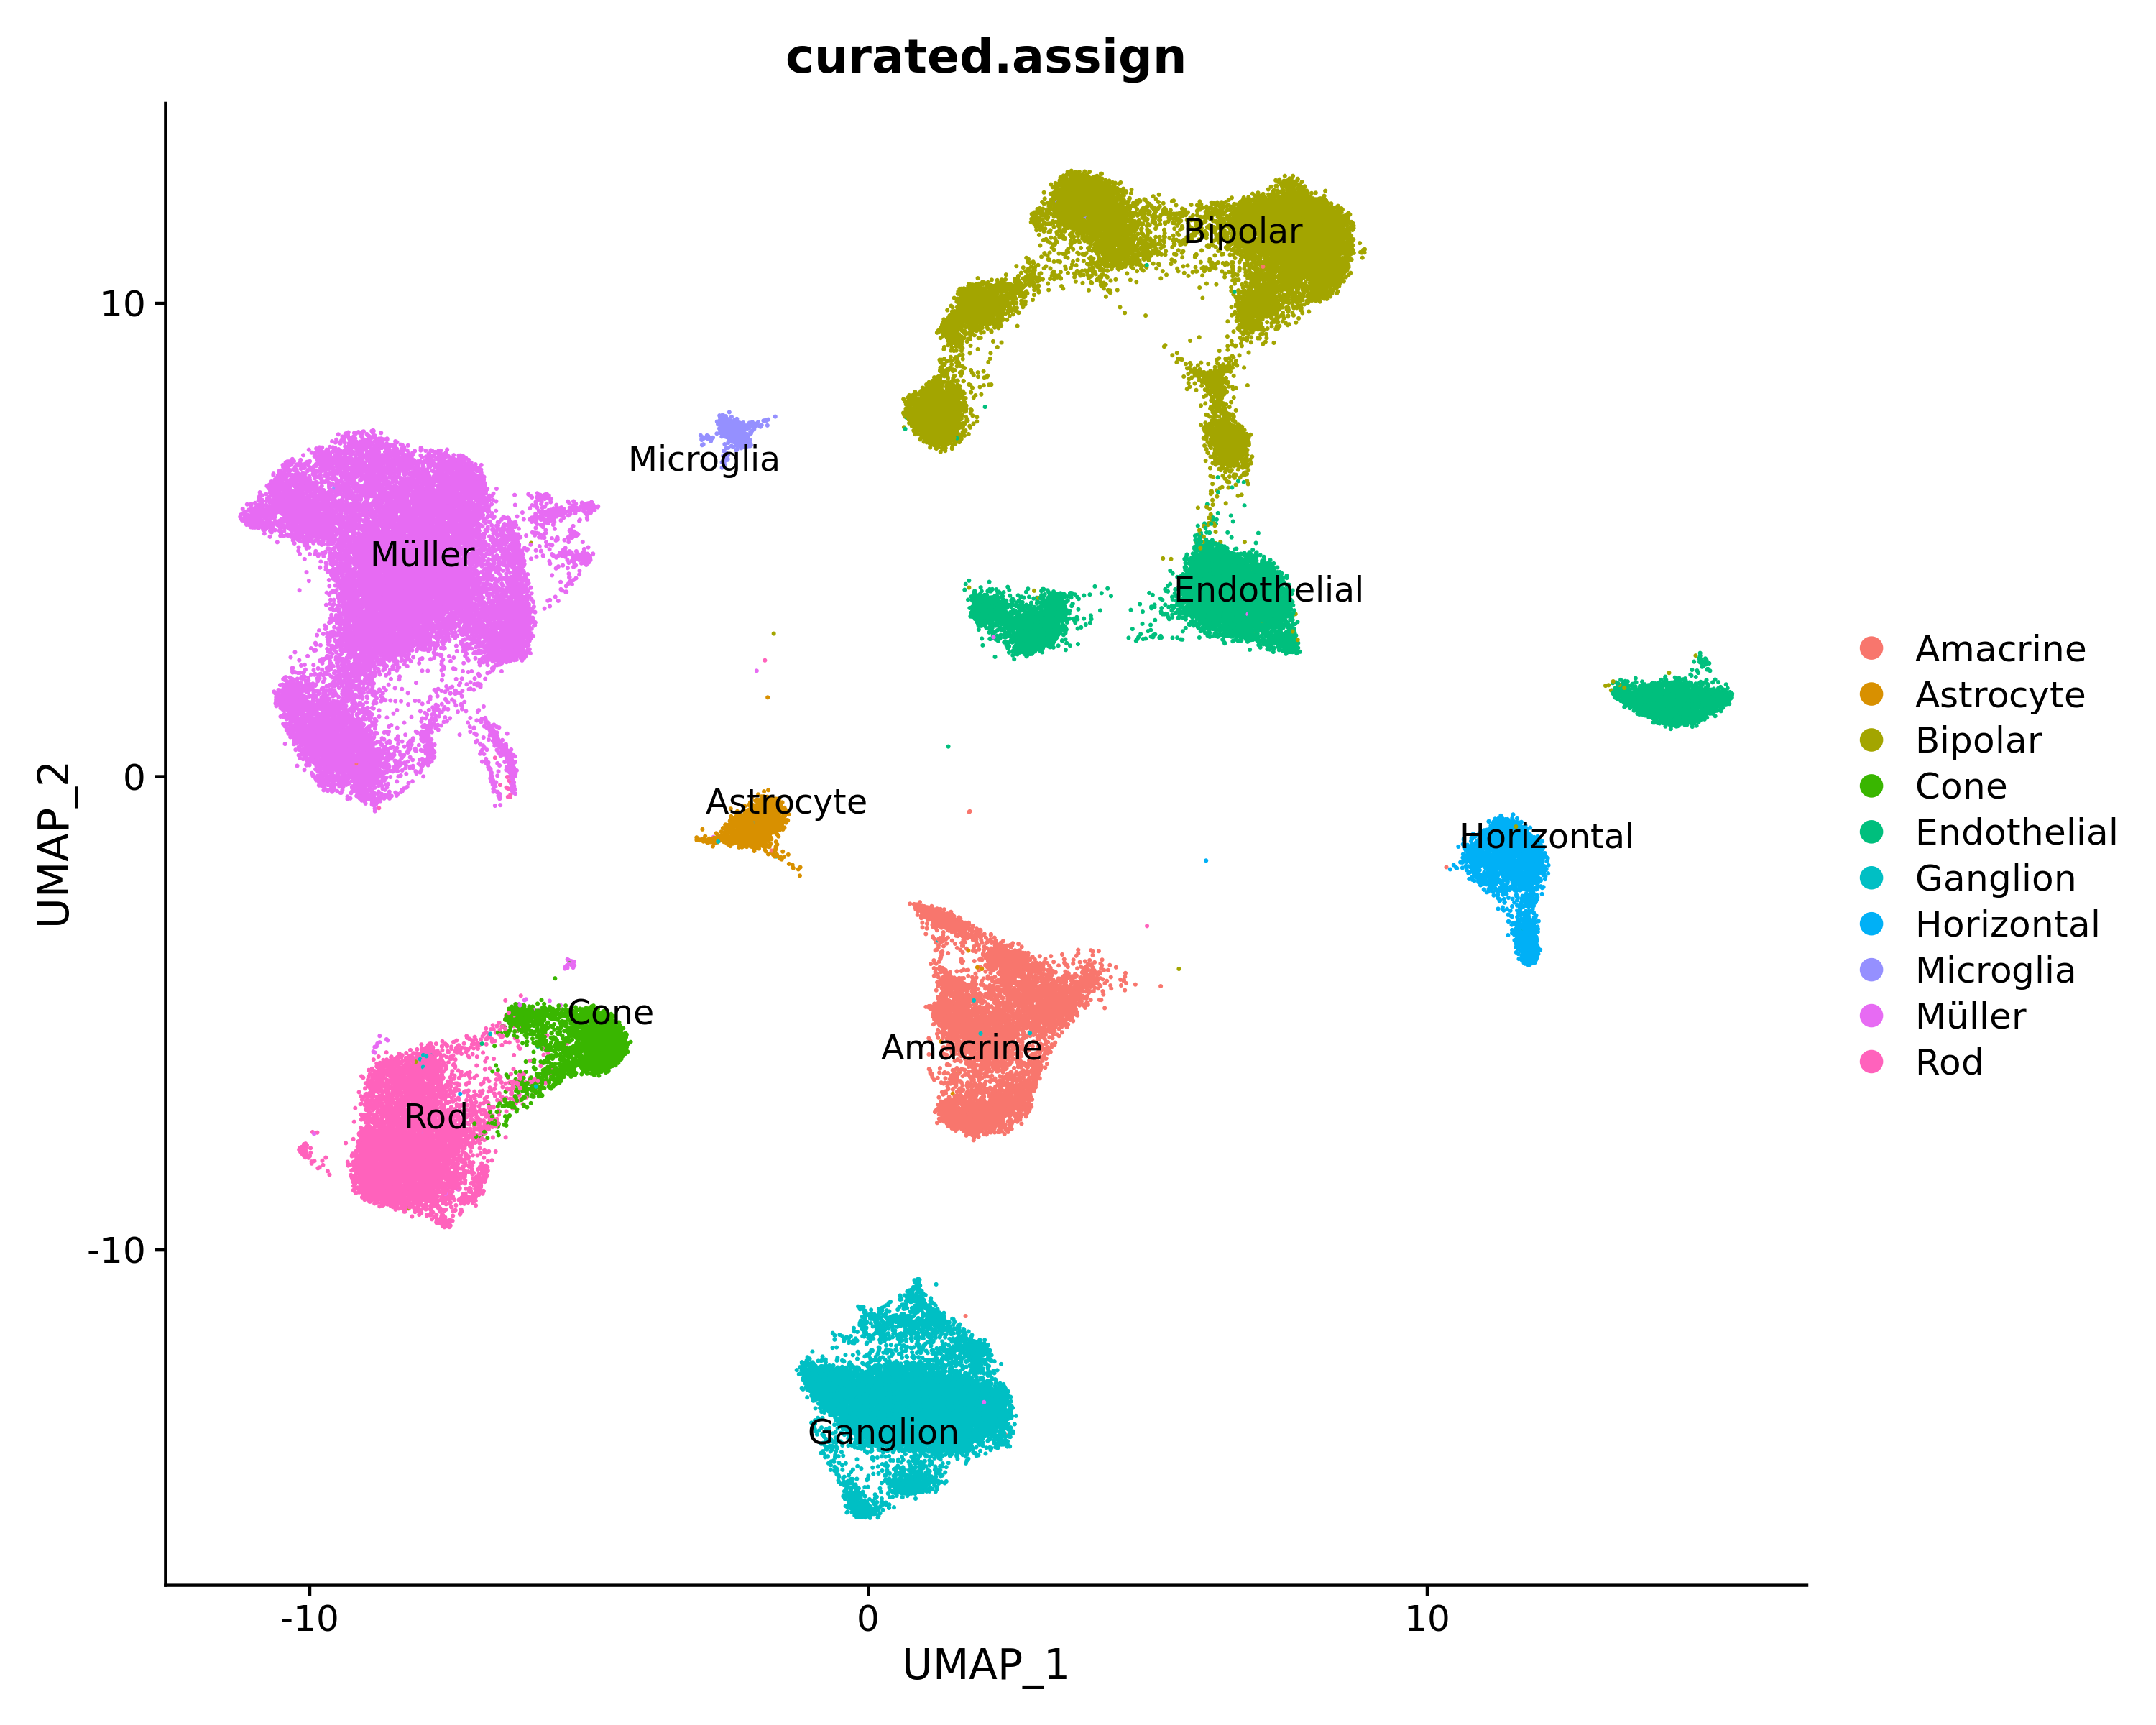 curated.assign
Bipolar
Microglia
Müller
Endothelial
Astrocyte
Horizontal
Cone
Amacrine
Rod
Ganglion
10
0
-10
UMAP_2
-10
0
10
UMAP_1
Amacrine
Astrocyte
Bipolar
Cone
Endothelial
Ganglion
Horizontal
Microglia
Müller
Rod